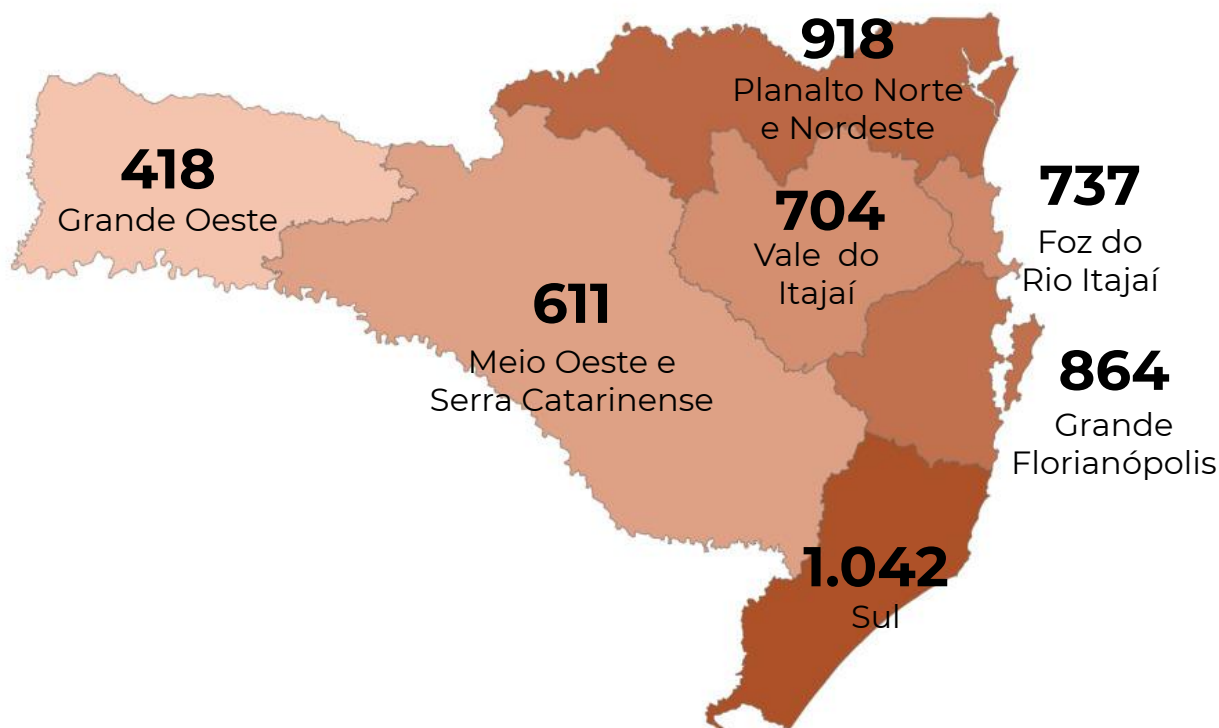 918
Planalto Norte
e Nordeste
418
Grande Oeste
704
Vale do
Itajaí
737
Foz do
Rio Itajaí
611
Meio Oeste e
Serra Catarinense
864
Grande
Florianópolis
1.042
Sul